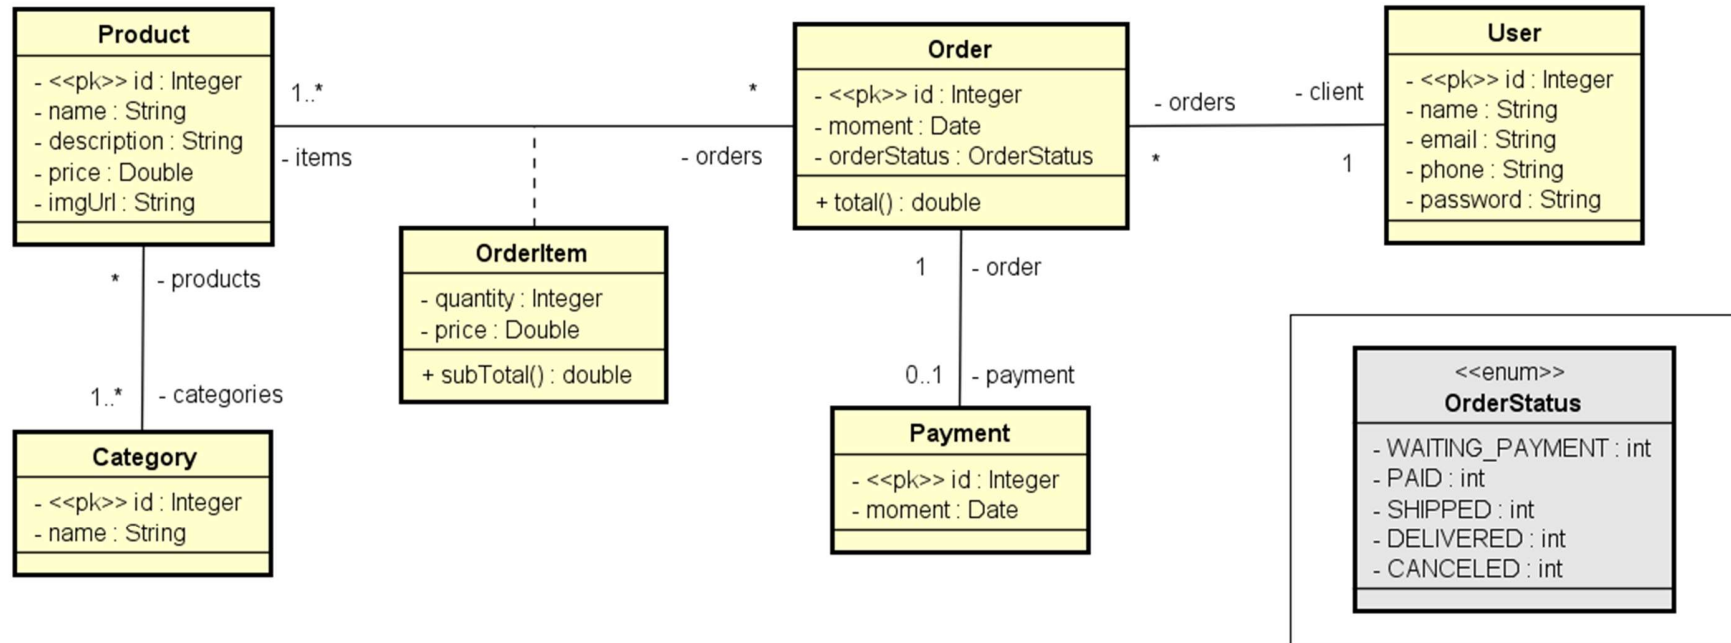 Product
- <<pk>> id : Integer
- name : String
- description : String
- price : Double
- imgUrl : String
1..*
*
- items
- orders
Order
- <<pk>> id : Integer
- moment : Date
- orderStatus : OrderStatus
+ total() : double
- orders
- client
*
1
User
- <<pk>> id : Integer
- name : String
- email : String
- phone : String
- password : String
OrderItem
- quantity : Integer
- price : Double
+ subTotal() : double
*
- products
1..*
- categories
Category
- <<pk>> id : Integer
- name : String
1
- order
0..1
- payment
Payment
- <<pk>> id : Integer
- moment : Date
<<enum>>
OrderStatus
- WAITING_PAYMENT : int
- PAID : int
- SHIPPED : int
- DELIVERED : int
- CANCELED : int